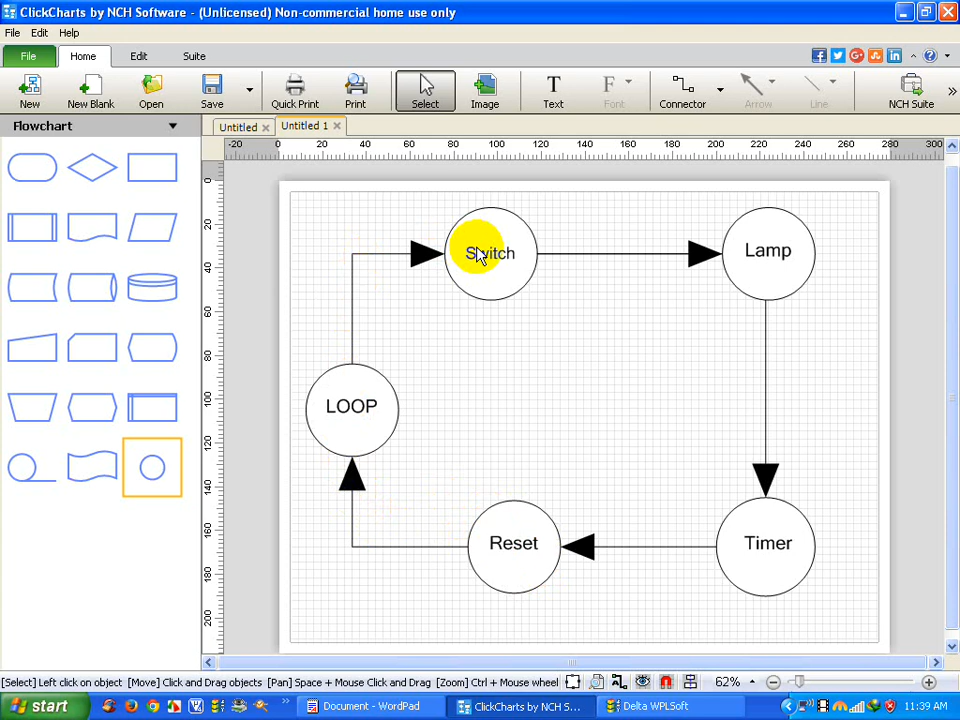 ClickCharts by NCH Software - (Unlicensed) Non-commercial home use only
File Edit Help
File Home Edit Suite
New New Blank Open Save Quick Print Print Select Image Text Font Connector Arrow Line NCH Suite
Flowchart
Untitled Untitled 1
-20 0 20 40 60 80 100 120 140 160 180 200 220 240 260 280 300
0
20
40
60
80
100
120
140
160
180
200
Switch
Lamp
LOOP
Reset
Timer
[Select] Left click on object [Move] Click and Drag objects [Pan] Space + Mouse Click and Drag [Zoom] Ctrl + Mouse wheel 62%
start Document - WordPad ClickCharts by NCH S... Delta WPLSoft 11:39 AM